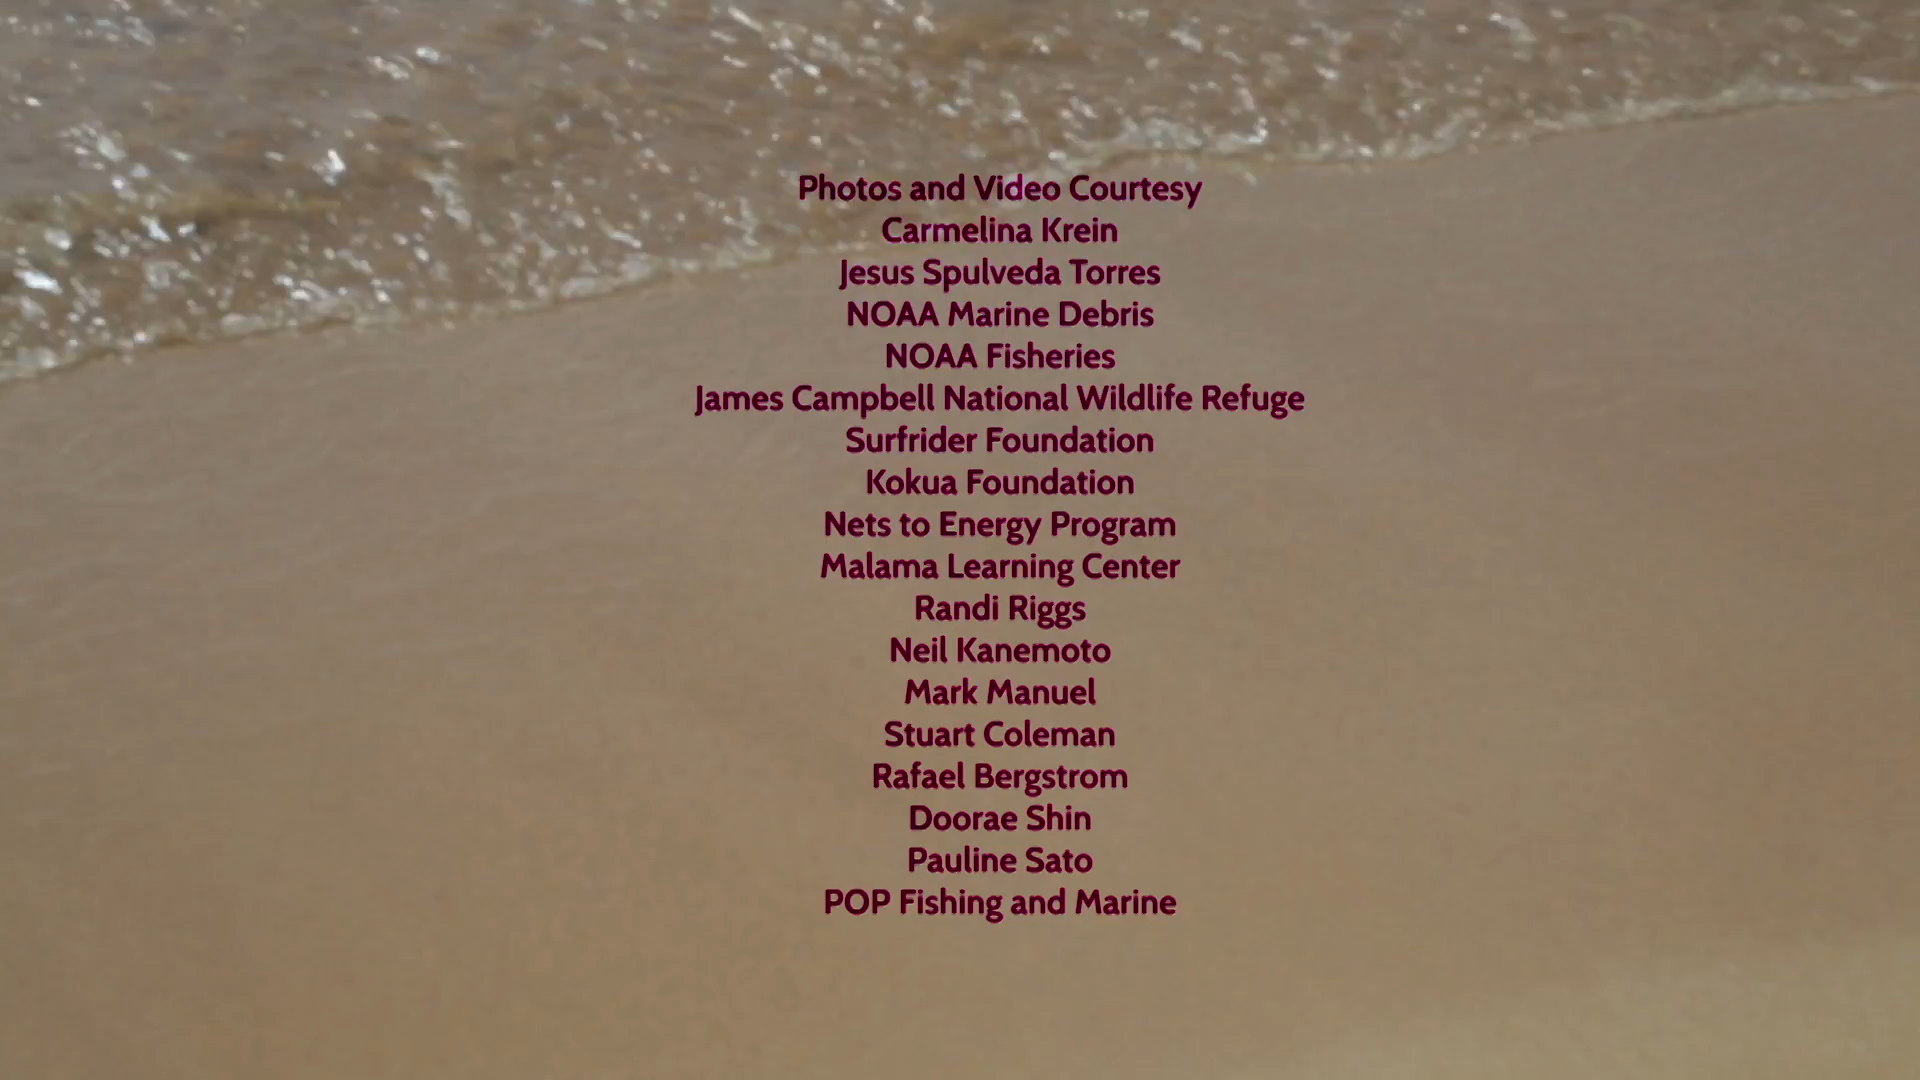 Photos and Video Courtesy
Carmelina Krein
Jesus Spulveda Torres
NOAA Marine Debris
NOAA Fisheries
James Campbell National Wildlife Refuge
Surfrider Foundation
Kokua Foundation
Nets to Energy Program
Malama Learning Center
Randi Riggs
Neil Kanemoto
Mark Manuel
Stuart Coleman
Rafael Bergstrom
Doorae Shin
Pauline Sato
POP Fishing and Marine